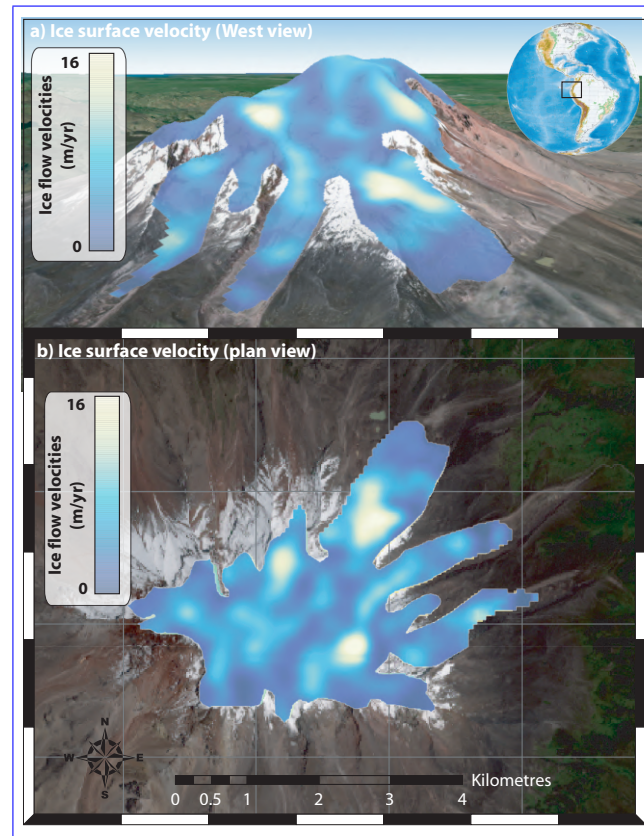 a) Ice surface velocity (West view)
16
Ice flow velocities
(m/yr)
0
b) Ice surface velocity (plan view)
16
Ice flow velocities
(m/yr)
0
N
W E
S
Kilometres
0 0.5 1 2 3 4